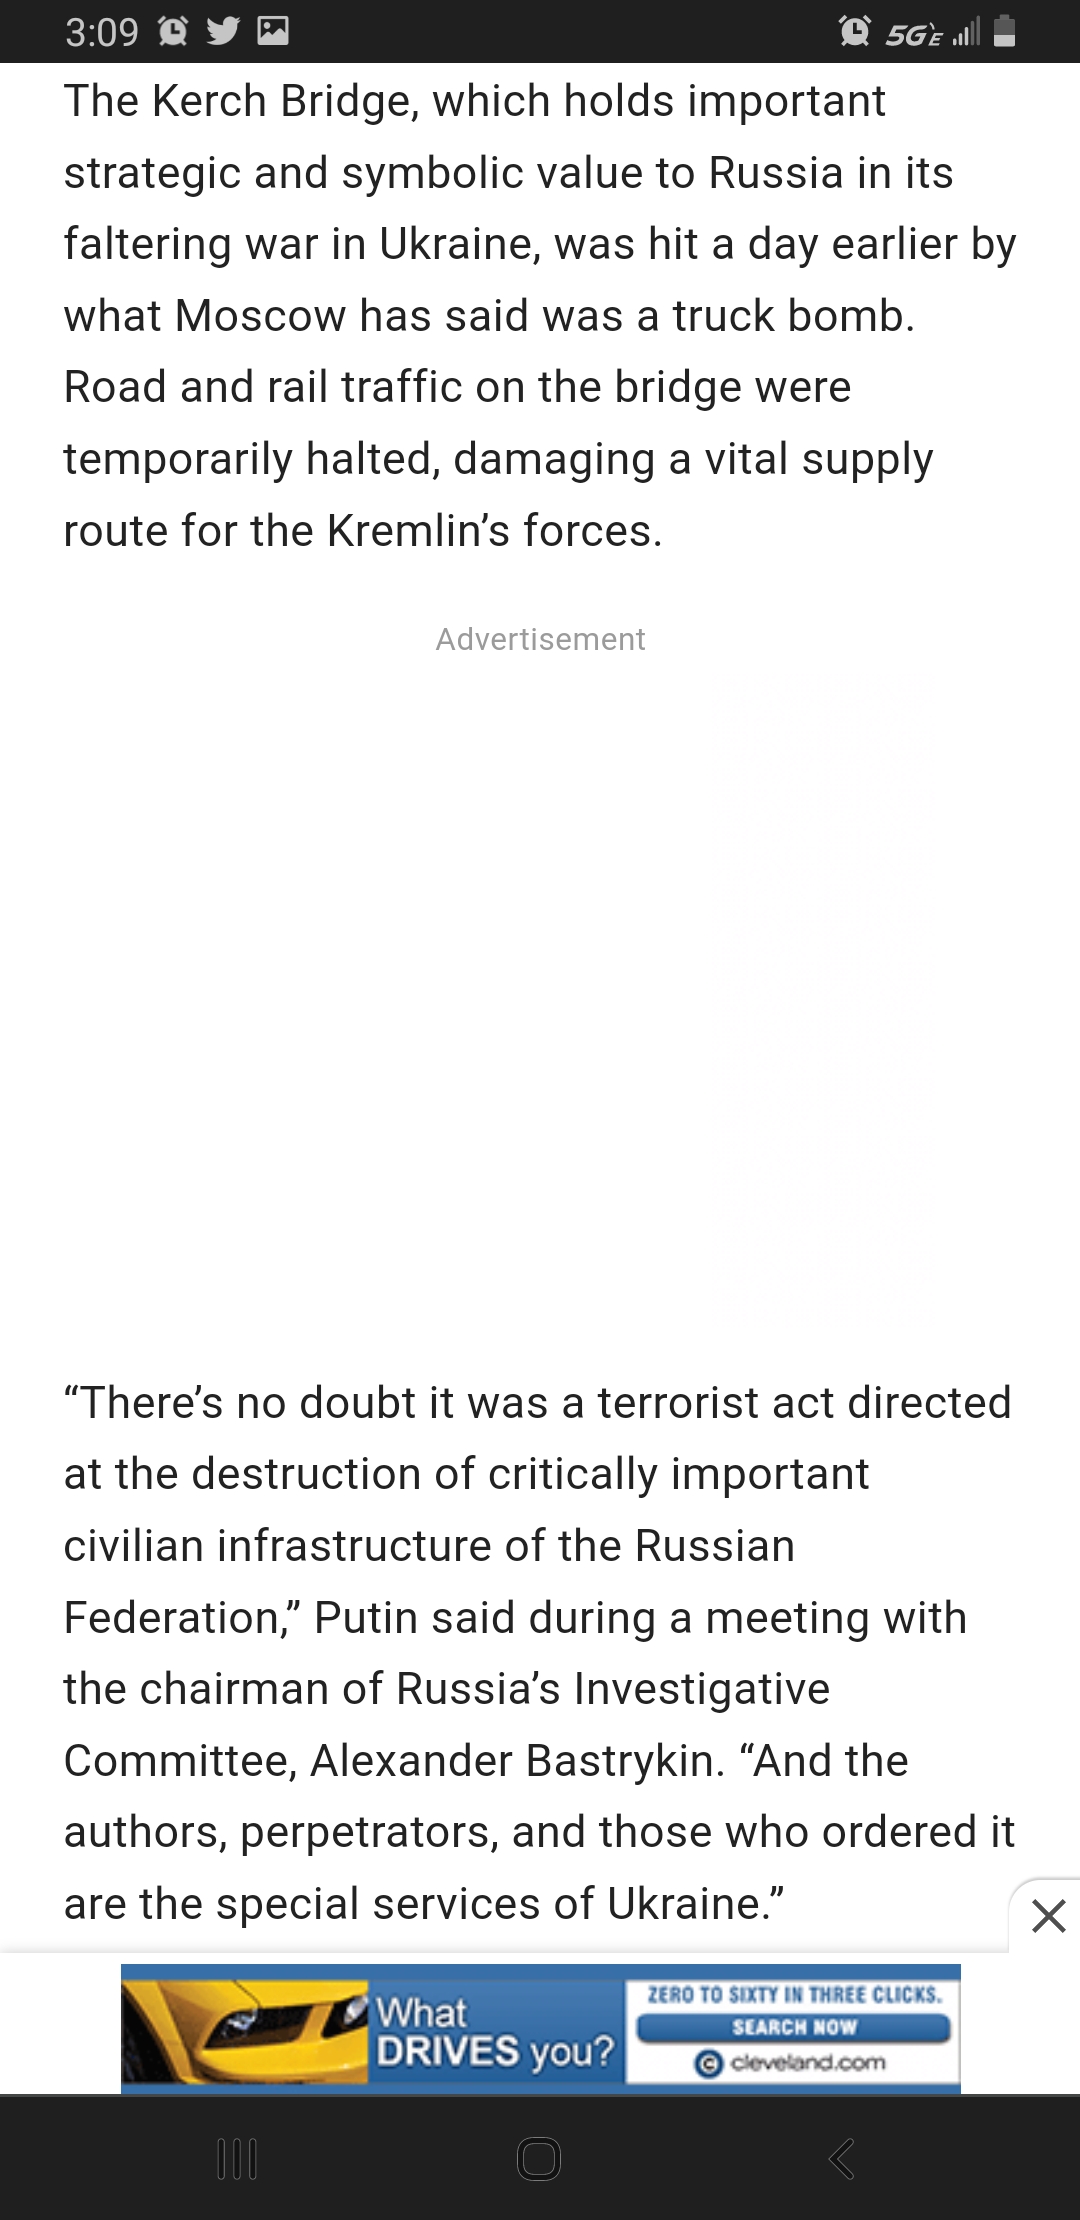 3:09
5GE
The Kerch Bridge, which holds important
strategic and symbolic value to Russia in its
faltering war in Ukraine, was hit a day earlier by
what Moscow has said was a truck bomb.
Road and rail traffic on the bridge were
temporarily halted, damaging a vital supply
route for the Kremlin’s forces.
Advertisement
“There’s no doubt it was a terrorist act directed
at the destruction of critically important
civilian infrastructure of the Russian
Federation,” Putin said during a meeting with
the chairman of Russia’s Investigative
Committee, Alexander Bastrykin. “And the
authors, perpetrators, and those who ordered it
are the special services of Ukraine.”
What
DRIVES you?
ZERO TO SIXTY IN THREE CLICKS.
SEARCH NOW
cleveland.com